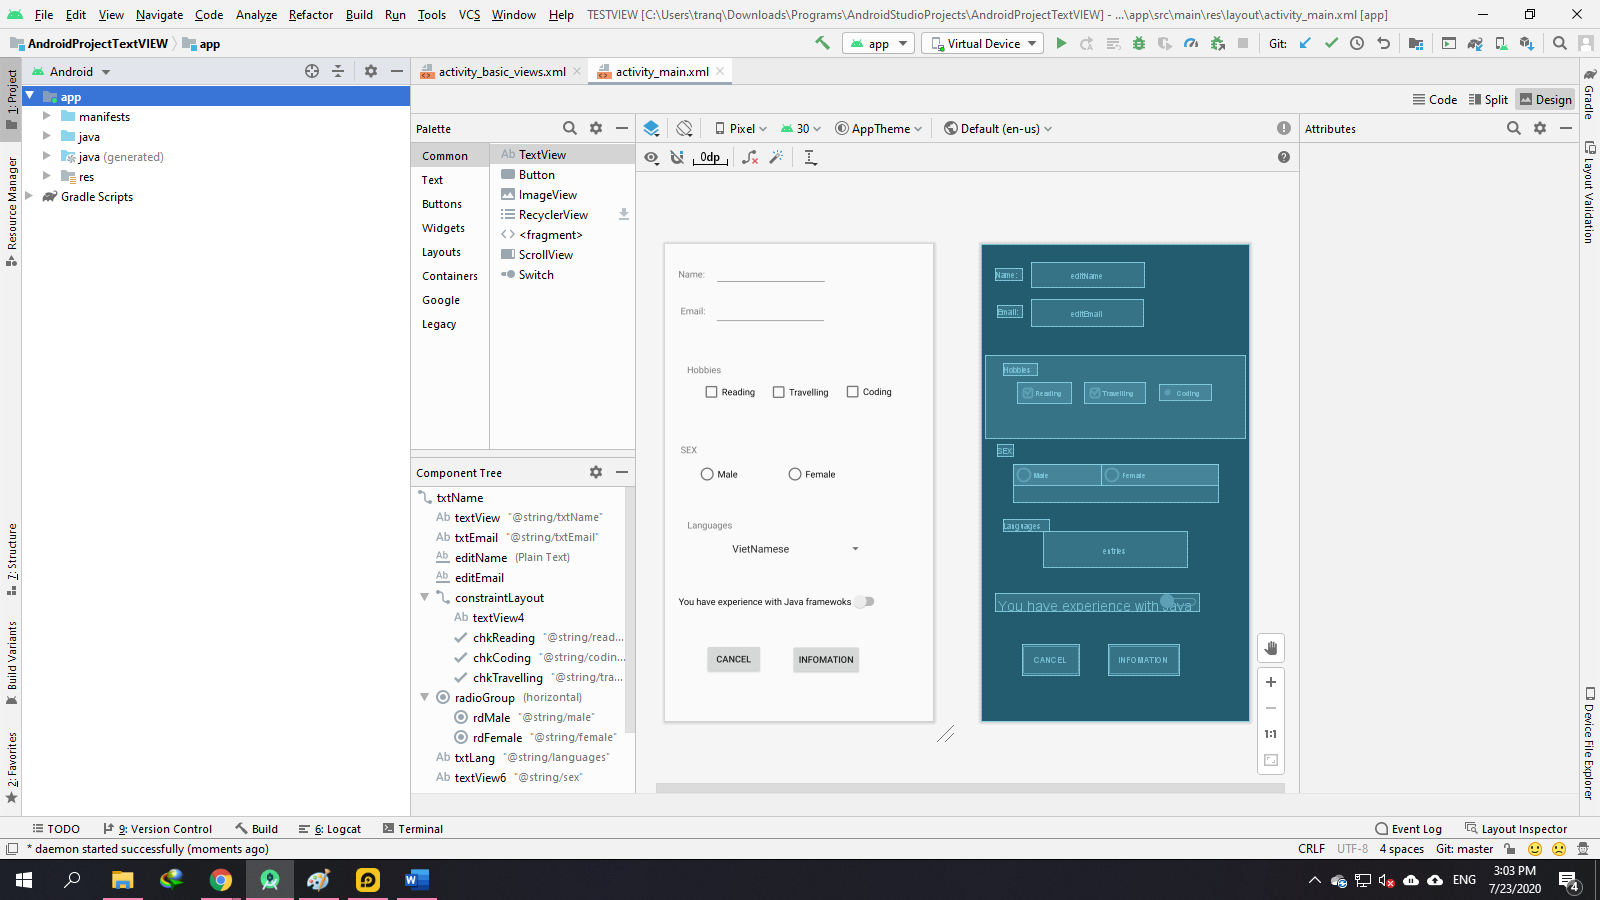 File Edit View Navigate Code Analyze Refactor Build Run Tools VCS Window Help TESTVIEW [C:\Users\tranq\Downloads\Programs\AndroidStudioProjects\AndroidProjectTextVIEW] - ...\app\src\main\res\layout\activity_main.xml [app]
AndroidProjectTextVIEW app
app Virtual Device Git:
Android
activity_basic_views.xml activity_main.xml
Code Split Design
1: Project
Resource Manager
7: Structure
Build Variants
2: Favorites
app
manifests
java
java (generated)
res
Gradle Scripts
Palette
Common
Text
Buttons
Widgets
Layouts
Containers
Google
Legacy
Ab TextView
Button
ImageView
RecyclerView
<fragment>
ScrollView
Switch
Component Tree
txtName
Ab textView "@string/txtName"
Ab txtEmail "@string/txtEmail"
Ab editName (Plain Text)
Ab editEmail
constraintLayout
Ab textView4
chkReading "@string/read...
chkCoding "@string/codin...
chkTravelling "@string/tra...
radioGroup (horizontal)
rdMale "@string/male"
rdFemale "@string/female"
Ab txtLang "@string/languages"
Ab textView6 "@string/sex"
Pixel 30 AppTheme Default (en-us)
0dp
Name:
Email:
Hobbies
Reading Travelling Coding
SEX
Male Female
Languages
VietNamese
You have experience with Java framewoks
CANCEL INFOMATION
Name: editName
Email: editEmail
Hobbies
Reading Travelling Coding
SEX
Male Female
Languages
entries
You have experience with Java
CANCEL INFOMATION
1:1
Attributes
Gradle
Layout Validation
Device File Explorer
TODO 9: Version Control Build 6: Logcat Terminal Event Log Layout Inspector
* daemon started successfully (moments ago) CRLF UTF-8 4 spaces Git: master
ENG
3:03 PM
7/23/2020
4